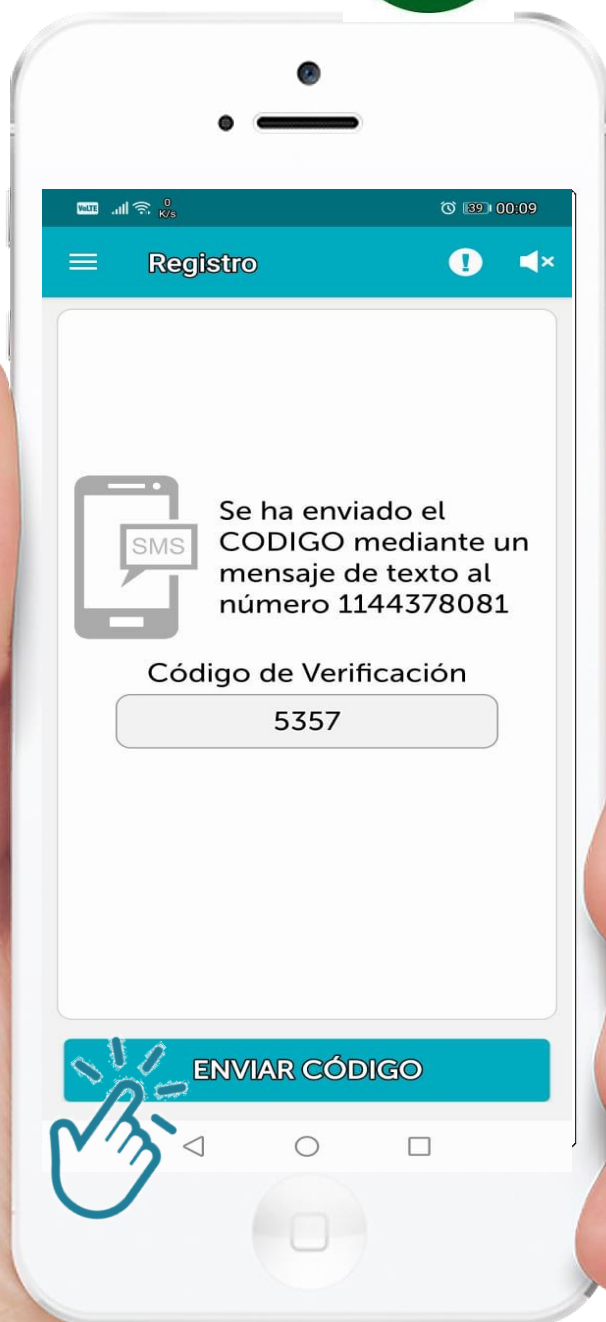 VoLTE 0 K/s 39 00:09
Registro
SMS
Se ha enviado el
CODIGO mediante un
mensaje de texto al
número 1144378081
Código de Verificación
5357
ENVIAR CÓDIGO